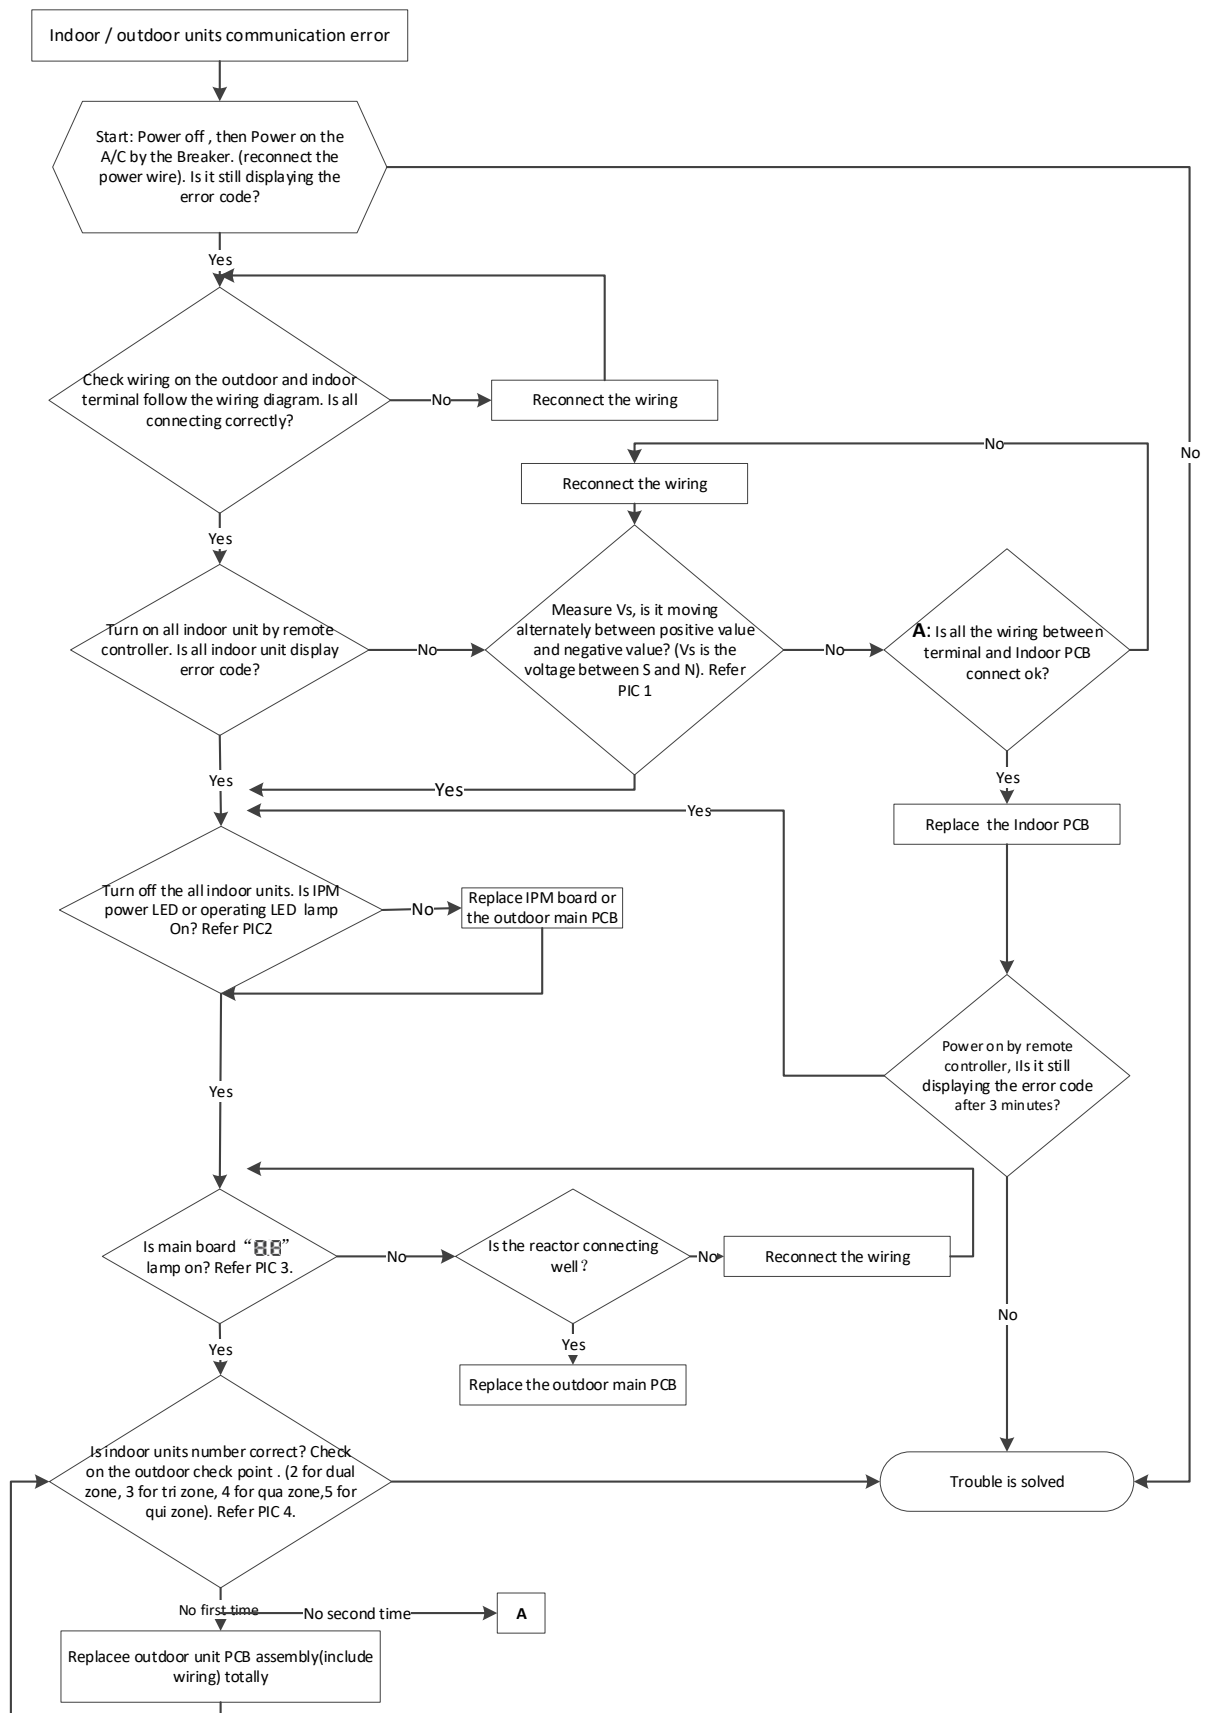 Indoor / outdoor units communication error
Start: Power off , then Power on the
A/C by the Breaker. (reconnect the
power wire). Is it still displaying the
error code?
Yes
No
Check wiring on the outdoor and indoor
terminal follow the wiring diagram. Is all
connecting correctly?
No
Reconnect the wiring
Yes
No
Reconnect the wiring
Turn on all indoor unit by remote
controller. Is all indoor unit display
error code?
No
Measure Vs, is it moving
alternately between positive value
and negative value? (Vs is the
voltage between S and N). Refer
PIC 1
No
A: Is all the wiring between
terminal and Indoor PCB
connect ok?
Yes
Yes
Yes
Yes
Replace the Indoor PCB
Turn off the all indoor units. Is IPM
power LED or operating LED lamp
On? Refer PIC2
No
Replace IPM board or
the outdoor main PCB
Power on by remote
controller, IIs it still
displaying the error code
after 3 minutes?
Yes
Is main board “8.8”
lamp on? Refer PIC 3.
No
Is the reactor connecting
well?
No
Reconnect the wiring
No
Yes
Yes
Replace the outdoor main PCB
Is indoor units number correct? Check
on the outdoor check point . (2 for dual
zone, 3 for tri zone, 4 for qua zone,5 for
qui zone). Refer PIC 4.
Trouble is solved
No first time
No second time
A
Replacee outdoor unit PCB assembly(include
wiring) totally